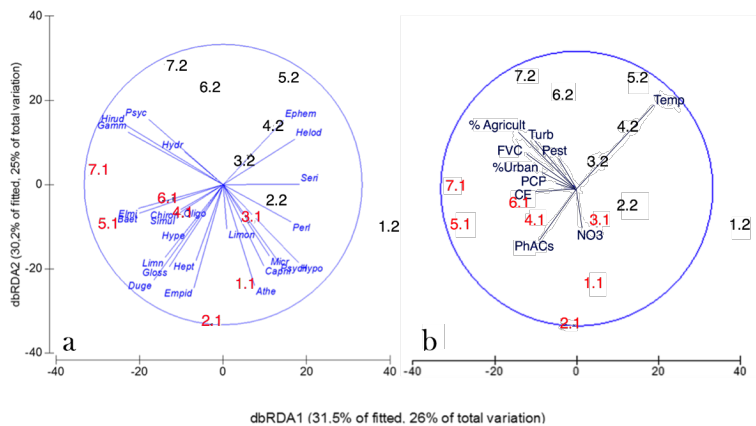 40
20
0
-20
-40
dbRDA2 (30,2% of fitted, 25% of total variation)
7.2
5.2
6.2
Psyc
Hirud
Gamm
Ephem
4.2
Helod
Hydr
3.2
7.1
Seri
6.1
2.2
Elmi
Baet
Chiro
4.1
Oligo
Simul
3.1
5.1
Perl
1.2
Hype
Limon
Limn
Hept
Micr
Gloss
Capni
Psych
Hypo
Duge
1.1
Empid
Athe
2.1
a
-40
-20
0
20
40
7.2
5.2
6.2
Temp
% Agricult
Turb
4.2
FVC
Pest
3.2
%Urban
7.1
PCP
CE
6.1
2.2
5.1
4.1
3.1
1.2
NO3
PhACs
1.1
2.1
b
-40
-20
0
20
40
dbRDA1 (31.5% of fitted, 26% of total variation)